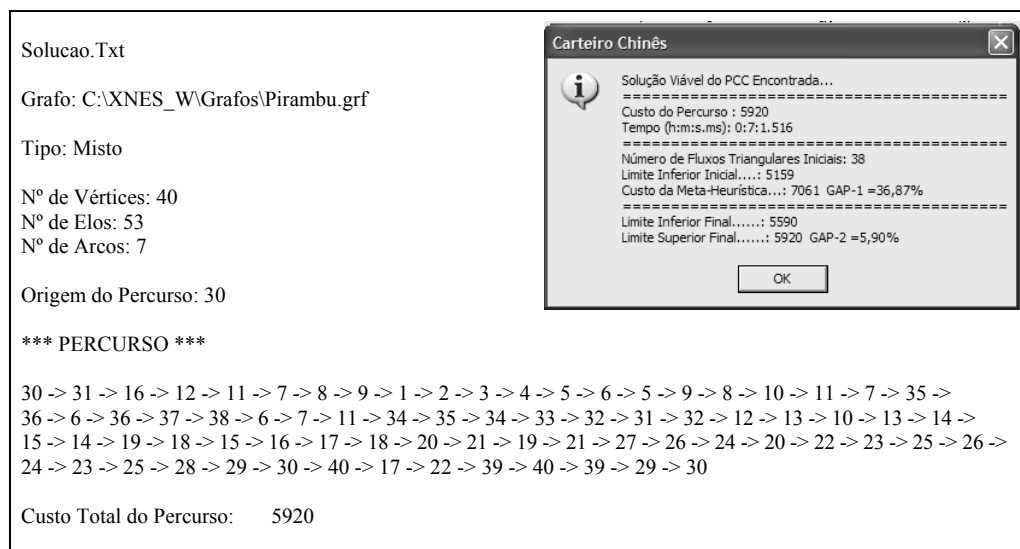 Solucao.Txt
Grafo: C:\XNES_W\Grafos\Pirambu.grf
Tipo: Misto
Nº de Vértices: 40
Nº de Elos: 53
Nº de Arcos: 7
Origem do Percurso: 30
*** PERCURSO ***
30 -> 31 -> 16 -> 12 -> 11 -> 7 -> 8 -> 9 -> 1 -> 2 -> 3 -> 4 -> 5 -> 6 -> 5 -> 9 -> 8 -> 10 -> 11 -> 7 -> 35 ->
36 -> 6 -> 36 -> 37 -> 38 -> 6 -> 7 -> 11 -> 34 -> 35 -> 34 -> 33 -> 32 -> 31 -> 32 -> 12 -> 13 -> 10 -> 13 -> 14 ->
15 -> 14 -> 19 -> 18 -> 15 -> 16 -> 17 -> 18 -> 20 -> 21 -> 19 -> 21 -> 27 -> 26 -> 24 -> 20 -> 22 -> 23 -> 25 -> 26 ->
24 -> 23 -> 25 -> 28 -> 29 -> 30 -> 40 -> 17 -> 22 -> 39 -> 40 -> 39 -> 29 -> 30
Custo Total do Percurso: 5920
Carteiro Chinês
Solução Viável do PCC Encontrada...
===========================================
Custo do Percurso : 5920
Tempo (h:m:s.ms): 0:7:1.516
===========================================
Número de Fluxos Triangulares Iniciais: 38
Limite Inferior Inicial....: 5159
Custo da Meta-Heurística...: 7061 GAP-1 =36,87%
===========================================
Limite Inferior Final......: 5590
Limite Superior Final......: 5920 GAP-2 =5,90%
OK